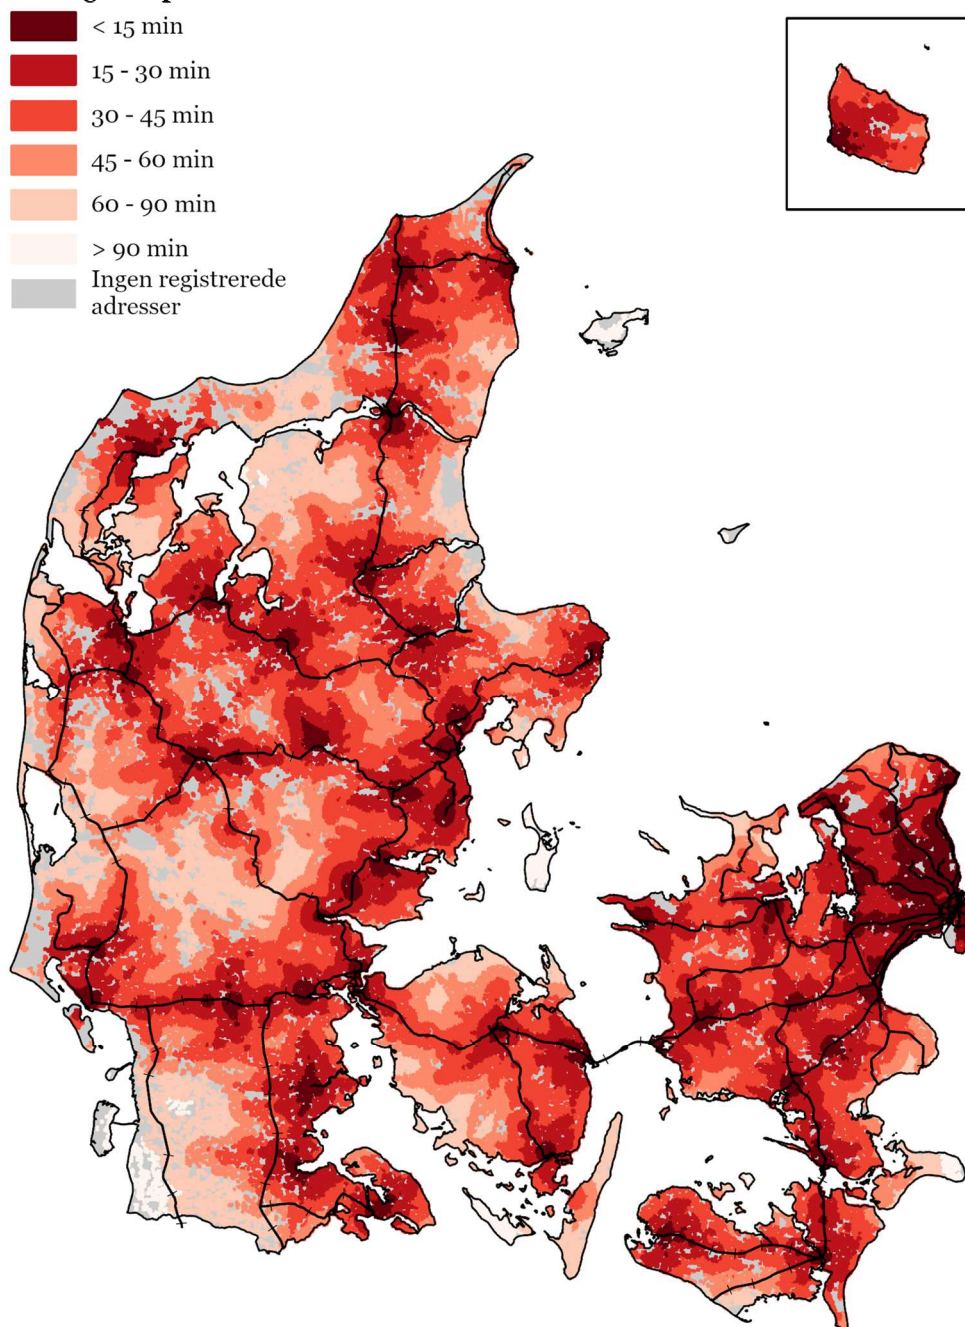 < 15 min
15 - 30 min
30 - 45 min
45 - 60 min
60 - 90 min
> 90 min
Ingen registrerede
adresser